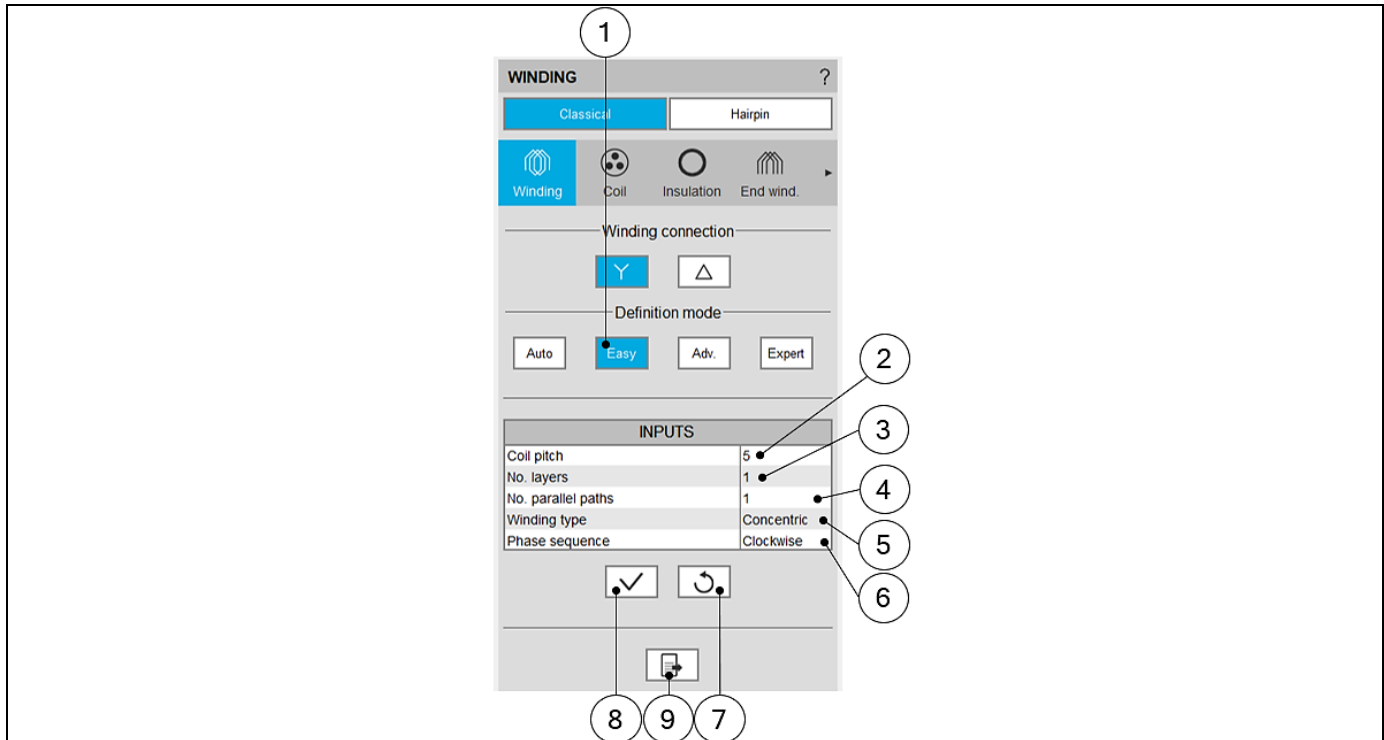 1
WINDING ?
Classical Hairpin
Winding Coil Insulation End wind.
Winding connection
Definition mode
Auto Easy Adv. Expert
2
INPUTS
3
Coil pitch 5
No. layers 1
4
No. parallel paths 1
Winding type Concentric
5
Phase sequence Clockwise
6
8 9 7